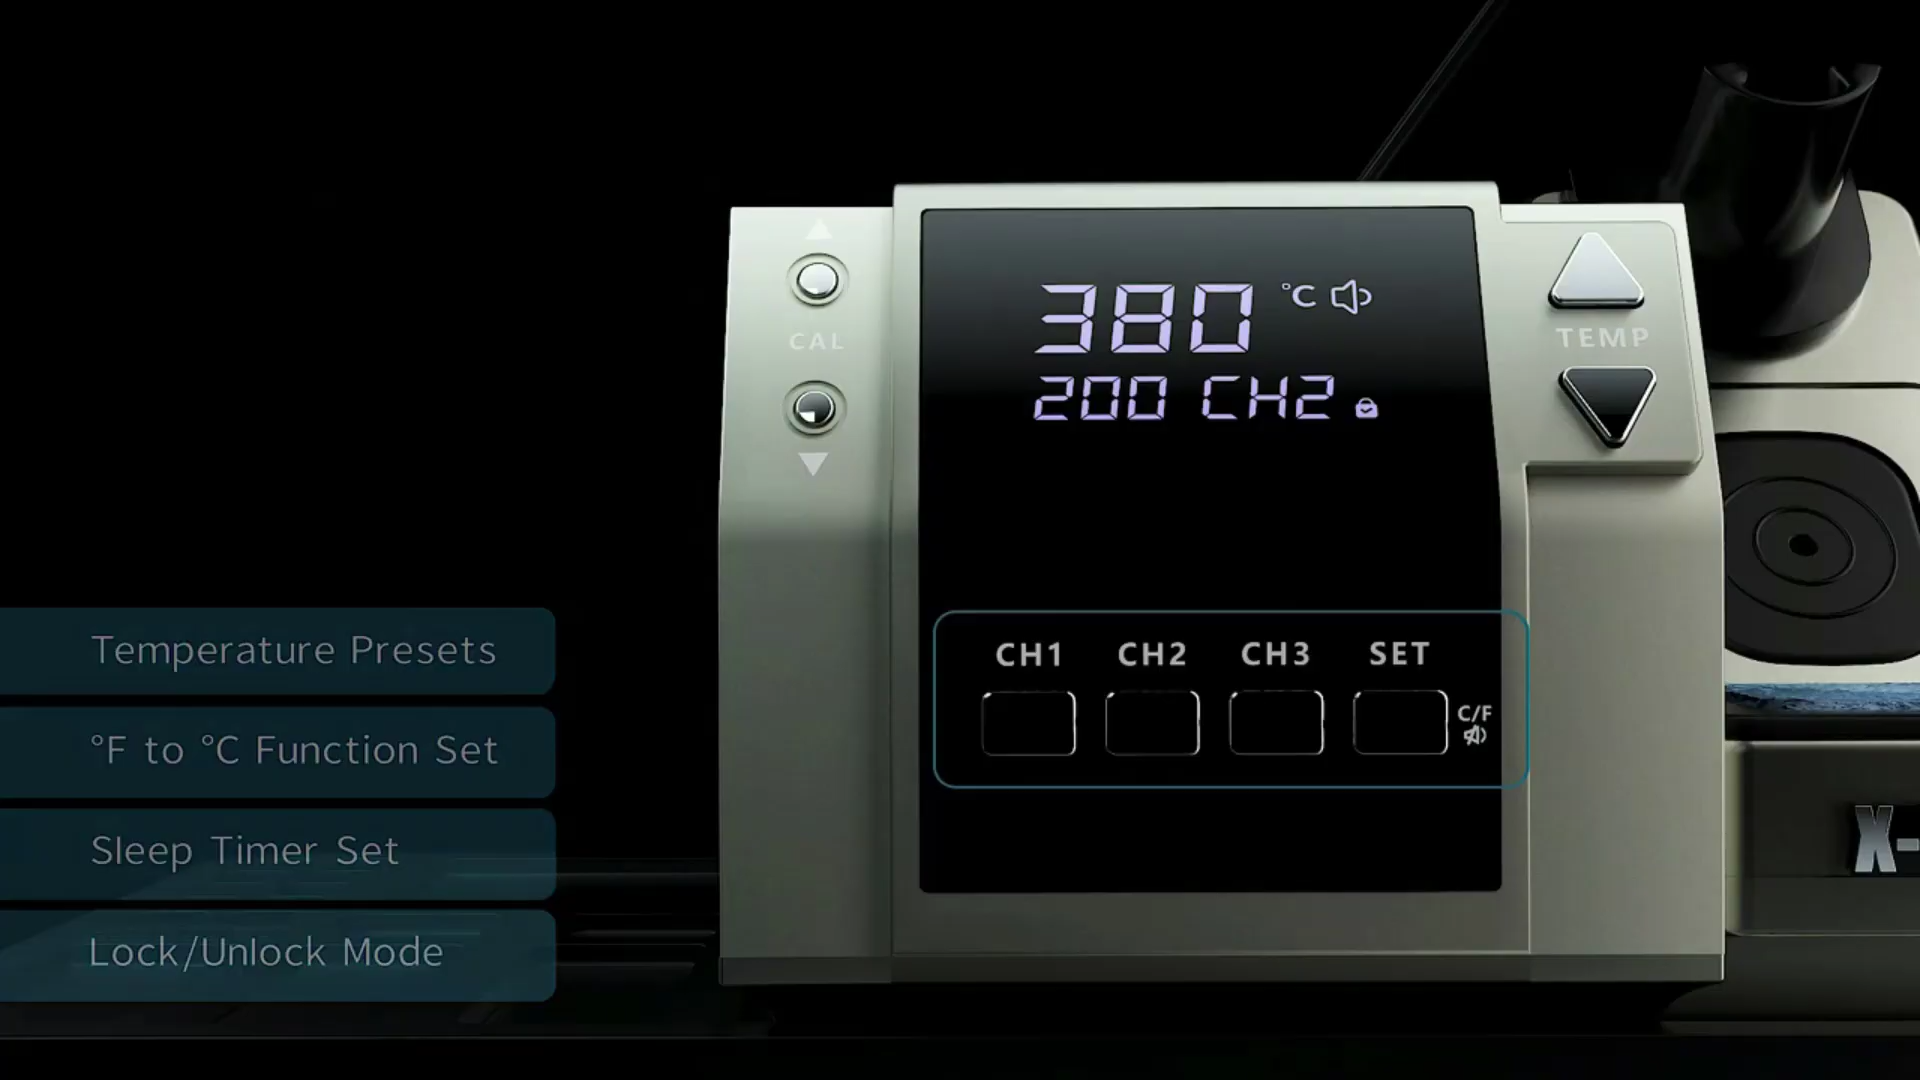 380 °C
200 CH2
CAL
TEMP
CH1 CH2 CH3 SET
C/F
Temperature Presets
°F to °C Function Set
Sleep Timer Set
Lock/Unlock Mode
X-